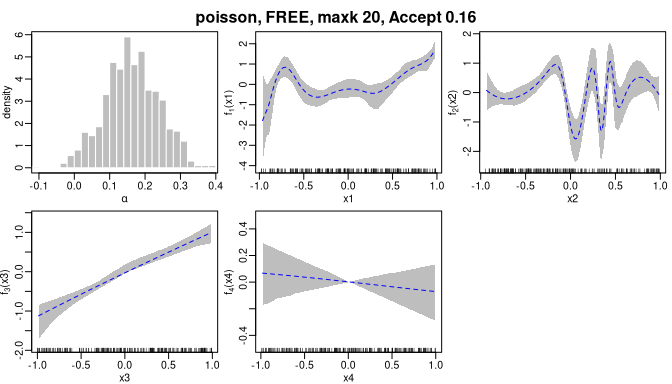 poisson, FREE, maxk 20, Accept 0.16
density
0 1 2 3 4 5 6
-0.1 0.0 0.1 0.2 0.3 0.4
α
f1(x1)
-4 -3 -2 -1 0 1 2
-1.0 -0.5 0.0 0.5 1.0
x1
f2(x2)
-2 -1 0 1 2
-1.0 -0.5 0.0 0.5 1.0
x2
f3(x3)
-2.0 -1.0 0.0 1.0
-1.0 -0.5 0.0 0.5 1.0
x3
f4(x4)
-0.4 0.0 0.2 0.4
-1.0 -0.5 0.0 0.5 1.0
x4